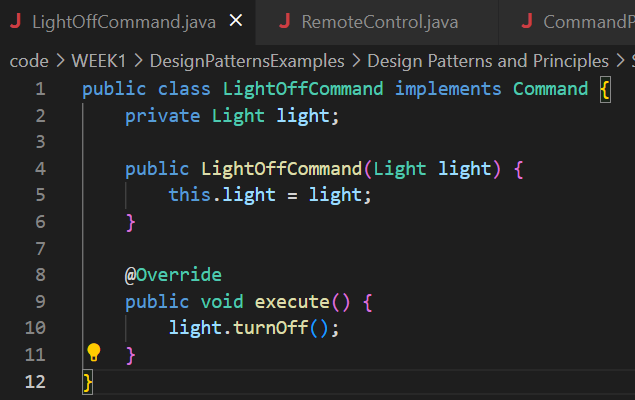 J LightOffCommand.java × J RemoteControl.java J CommandP
code > WEEK1 > DesignPatternsExamples > Design Patterns and Principles > S
1 public class LightOffCommand implements Command {
2     private Light light;
3
4     public LightOffCommand(Light light) {
5         this.light = light;
6     }
7
8     @Override
9     public void execute() {
10         light.turnOff();
11     }
12 }